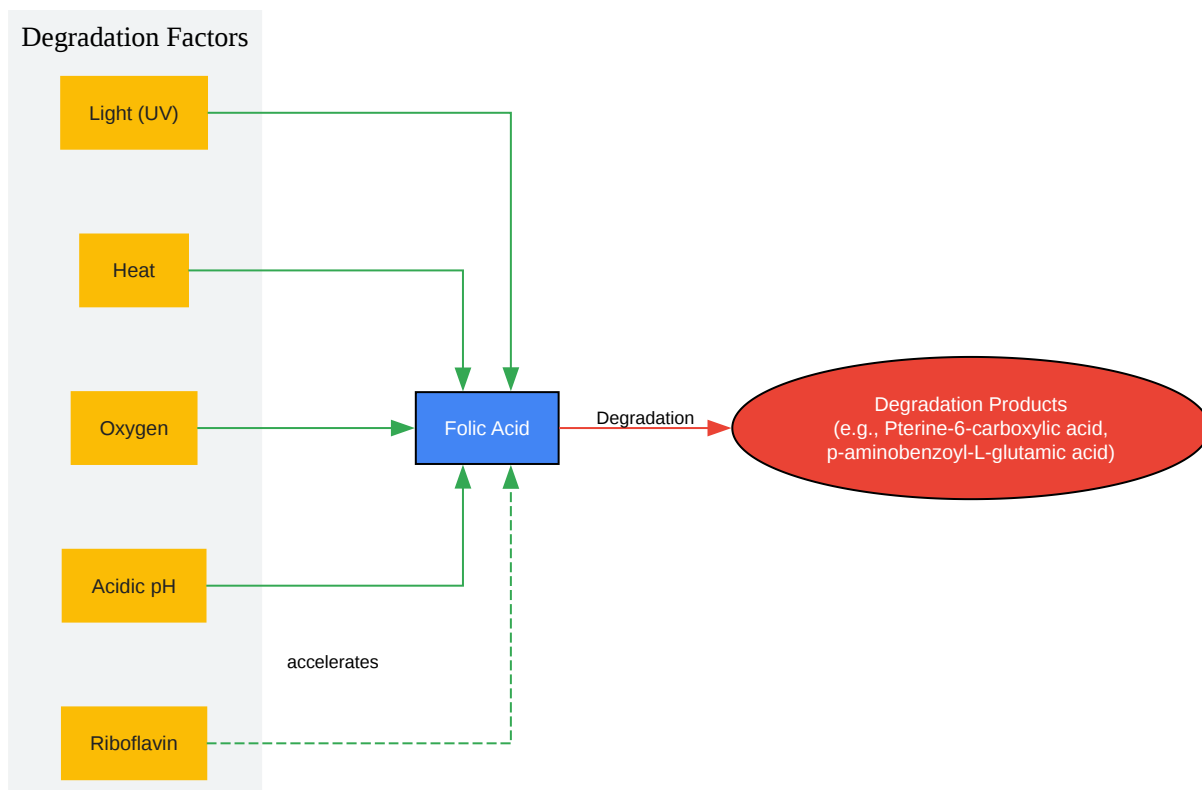 Degradation Factors
Light (UV)
Heat
Oxygen
Folic Acid
Degradation
Degradation Products
(e.g., Pterine-6-carboxylic acid,
p-aminobenzoyl-L-glutamic acid)
Acidic pH
accelerates
Riboflavin